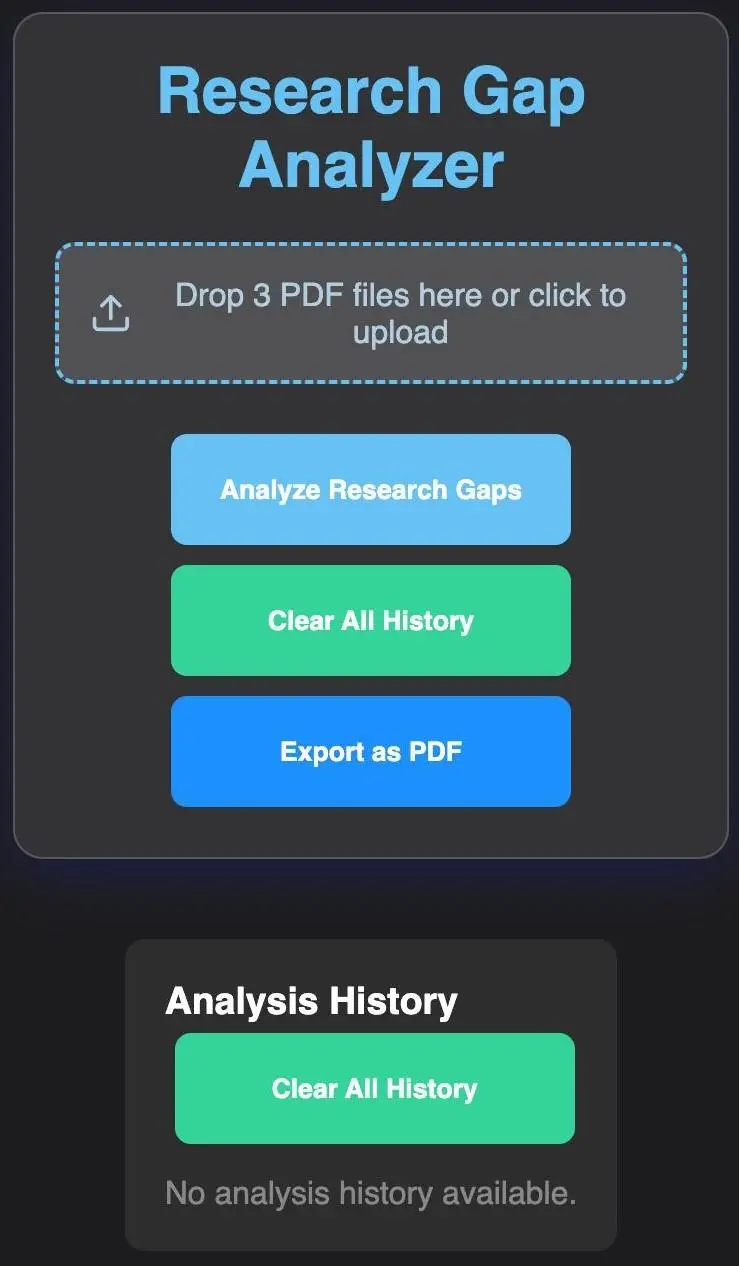 Research Gap
Analyzer
Drop 3 PDF files here or click to
upload
Analyze Research Gaps
Clear All History
Export as PDF
Analysis History
Clear All History
No analysis history available.